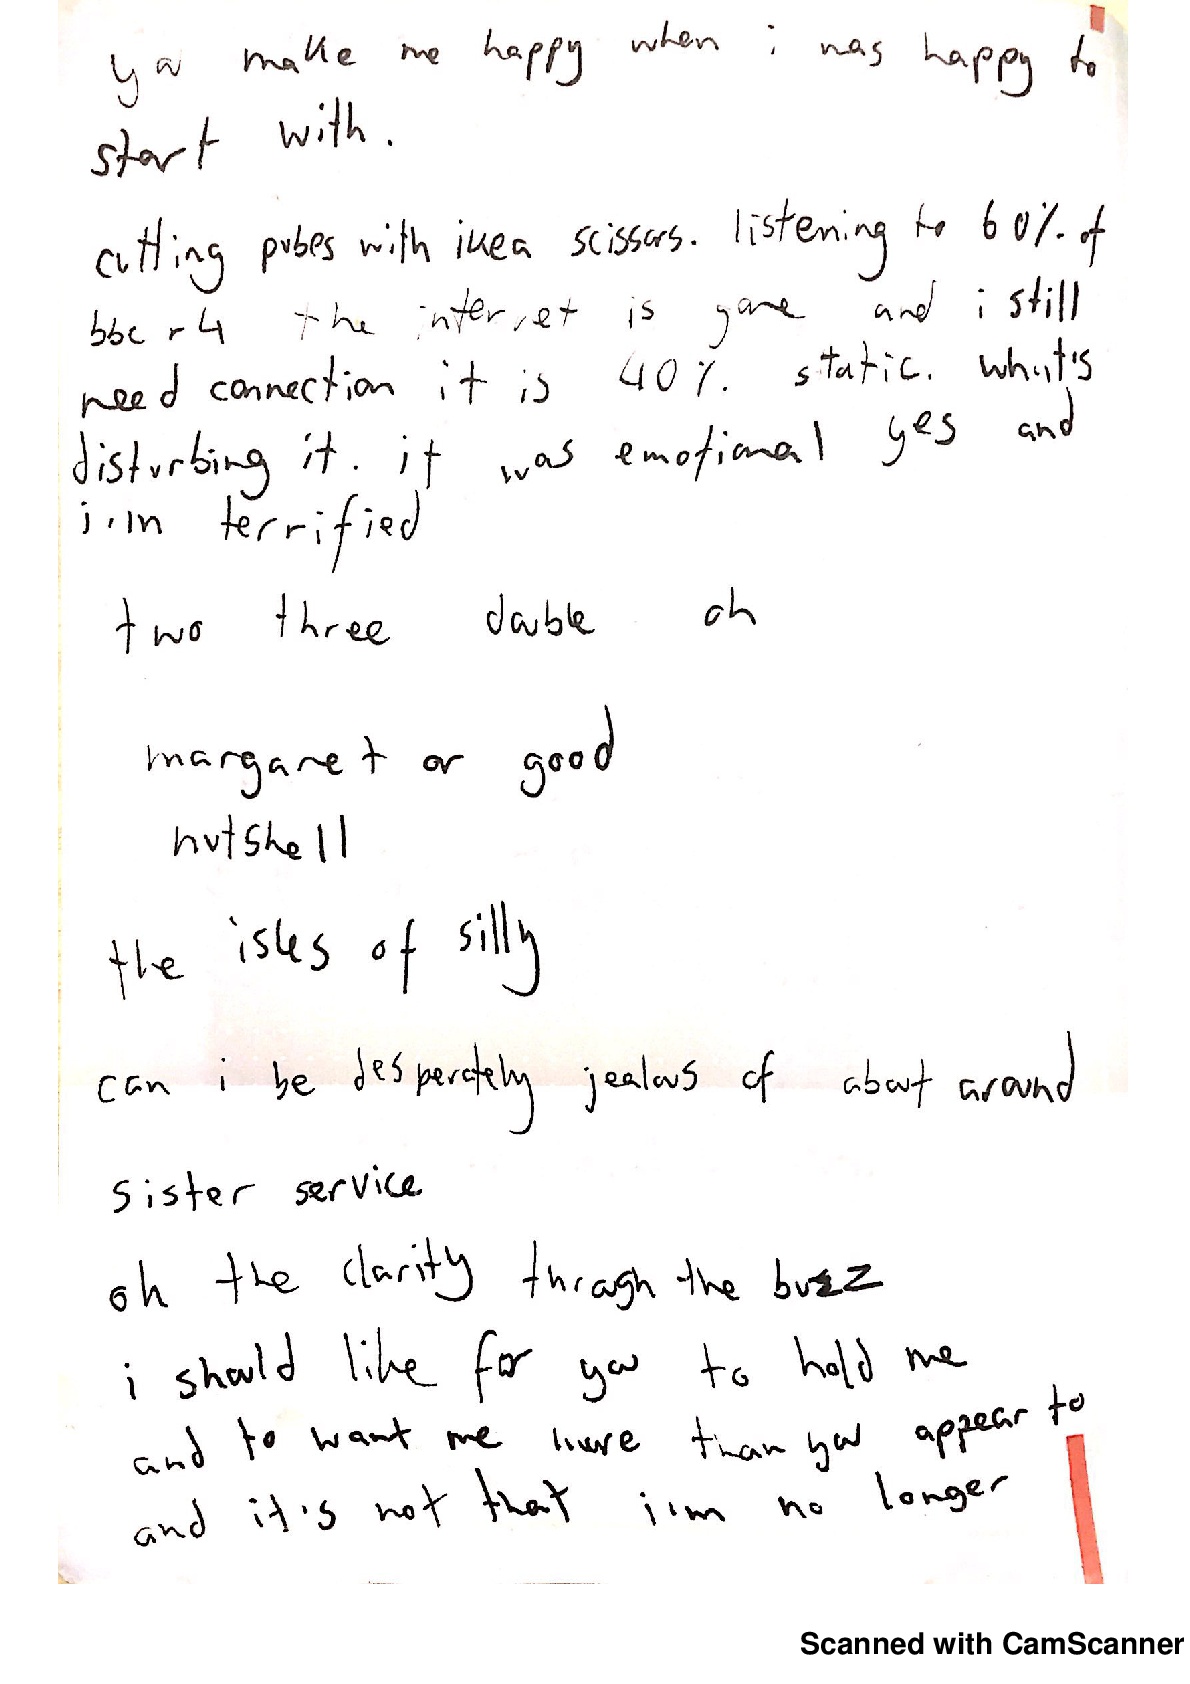 you make me happy when i was happy to
start with.
cutting pubes with ikea scissors. listening to 60% of
bbc r4 the internet is gone and i still
need connection it is 40% static. what's
disturbing it. it was emotional yes and
i'm terrified
two three double oh
margaret or good
nutshell
the isles of silly
can i be desperately jealous of about around
sister service
oh the clarity through the buzz
i should like for you to hold me
and to want me more than you appear to
and it's not that i'm no longer
Scanned with CamScanner